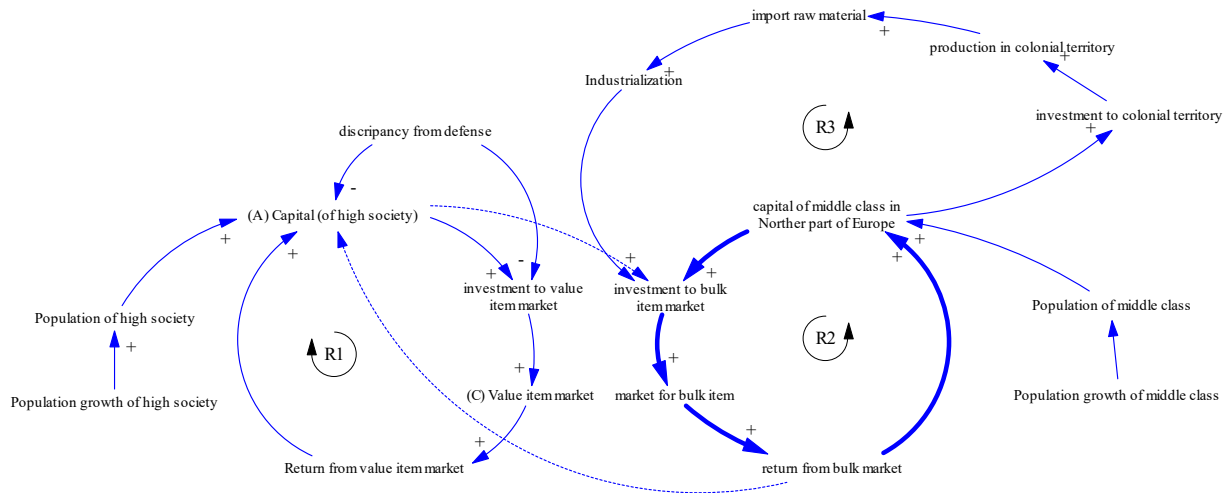 import raw material
+
production in colonial territory
+
Industrialization
+
investment to colonial territory
+
R3
discripancy from defense
-
(A) Capital (of high society)
+
+
capital of middle class in
Norther part of Europe
+
+
-
+
+
+
investment to value
item market
investment to bulk
item market
Population of high society
+
R1
R2
Population of middle class
+
+
Population growth of high society
(C) Value item market
market for bulk item
Population growth of middle class
+
+
Return from value item market
return from bulk market